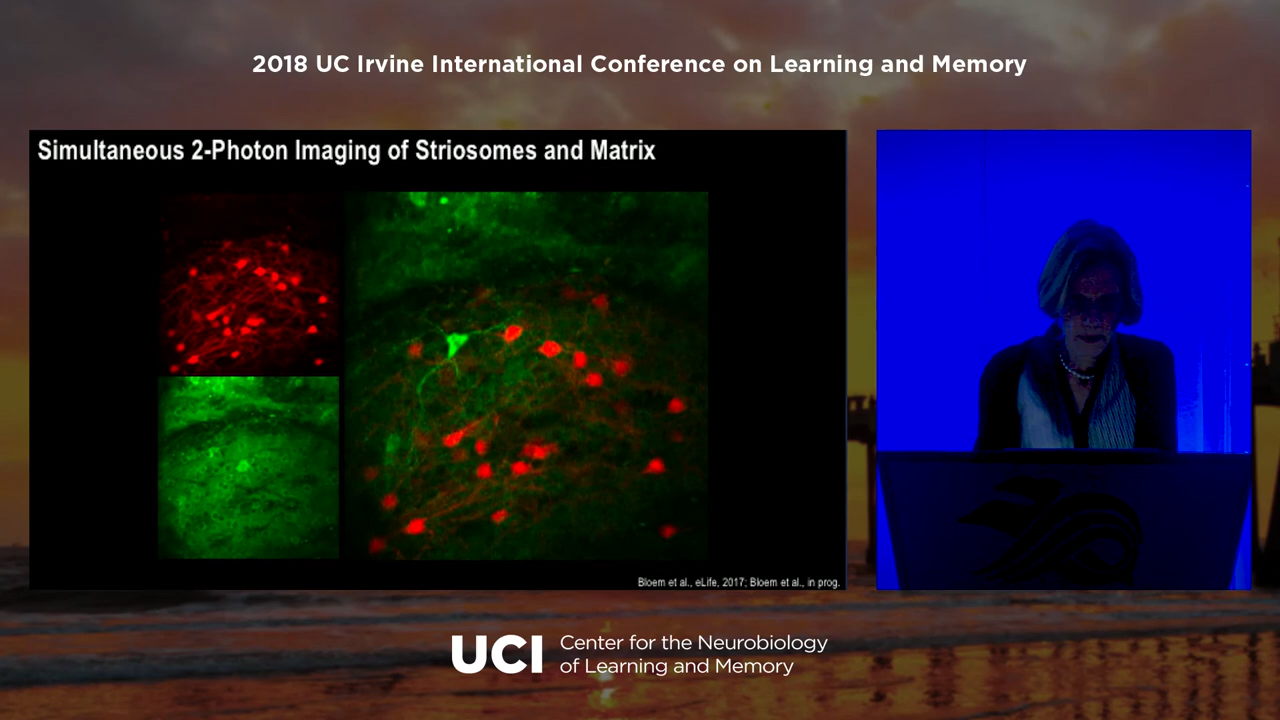 2018 UC Irvine International Conference on Learning and Memory
Simultaneous 2-Photon Imaging of Striosomes and Matrix
Bloem et al., eLife, 2017; Bloem et al., in prog.
UCI Center for the Neurobiology
of Learning and Memory